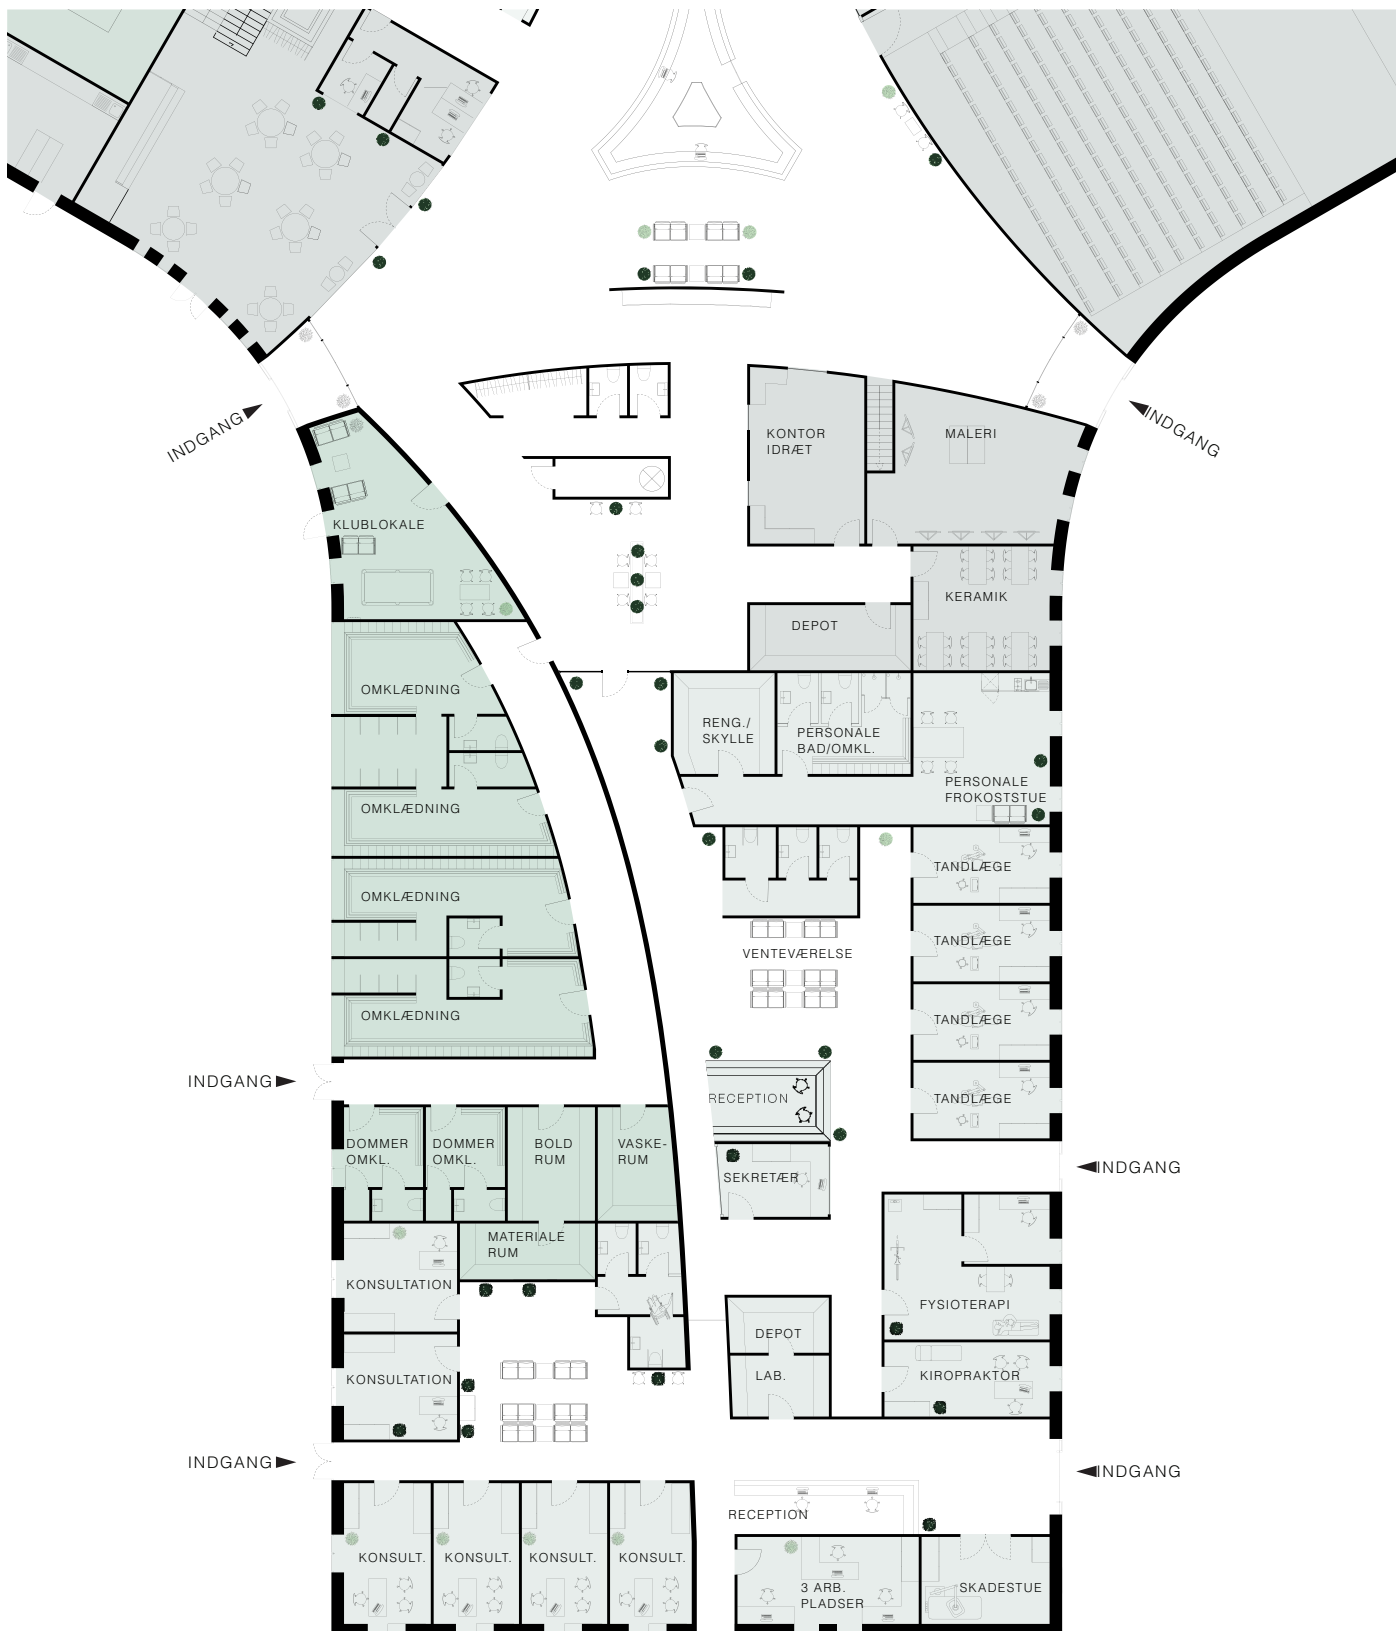 INDGANG
INDGANG
KONTOR
IDRÆT
MALERI
KLUBLOKALE
KERAMIK
DEPOT
OMKLÆDNING
RENG./
SKYLLE
PERSONALE
BAD/OMKL.
PERSONALE
FROKOSTSTUE
OMKLÆDNING
TANDLÆGE
OMKLÆDNING
TANDLÆGE
VENTEVÆRELSE
OMKLÆDNING
TANDLÆGE
INDGANG
RECEPTION
TANDLÆGE
DOMMER
OMKL.
DOMMER
OMKL.
BOLD
RUM
VASKE-
RUM
SEKRETÆR
INDGANG
MATERIALE
RUM
KONSULTATION
FYSIOTERAPI
DEPOT
KONSULTATION
LAB.
KIROPRAKTOR
INDGANG
INDGANG
RECEPTION
KONSULT.
KONSULT.
KONSULT.
KONSULT.
3 ARB.
PLADSER
SKADESTUE